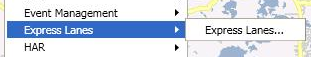 Event Management
Express Lanes
Express Lanes...
HAR